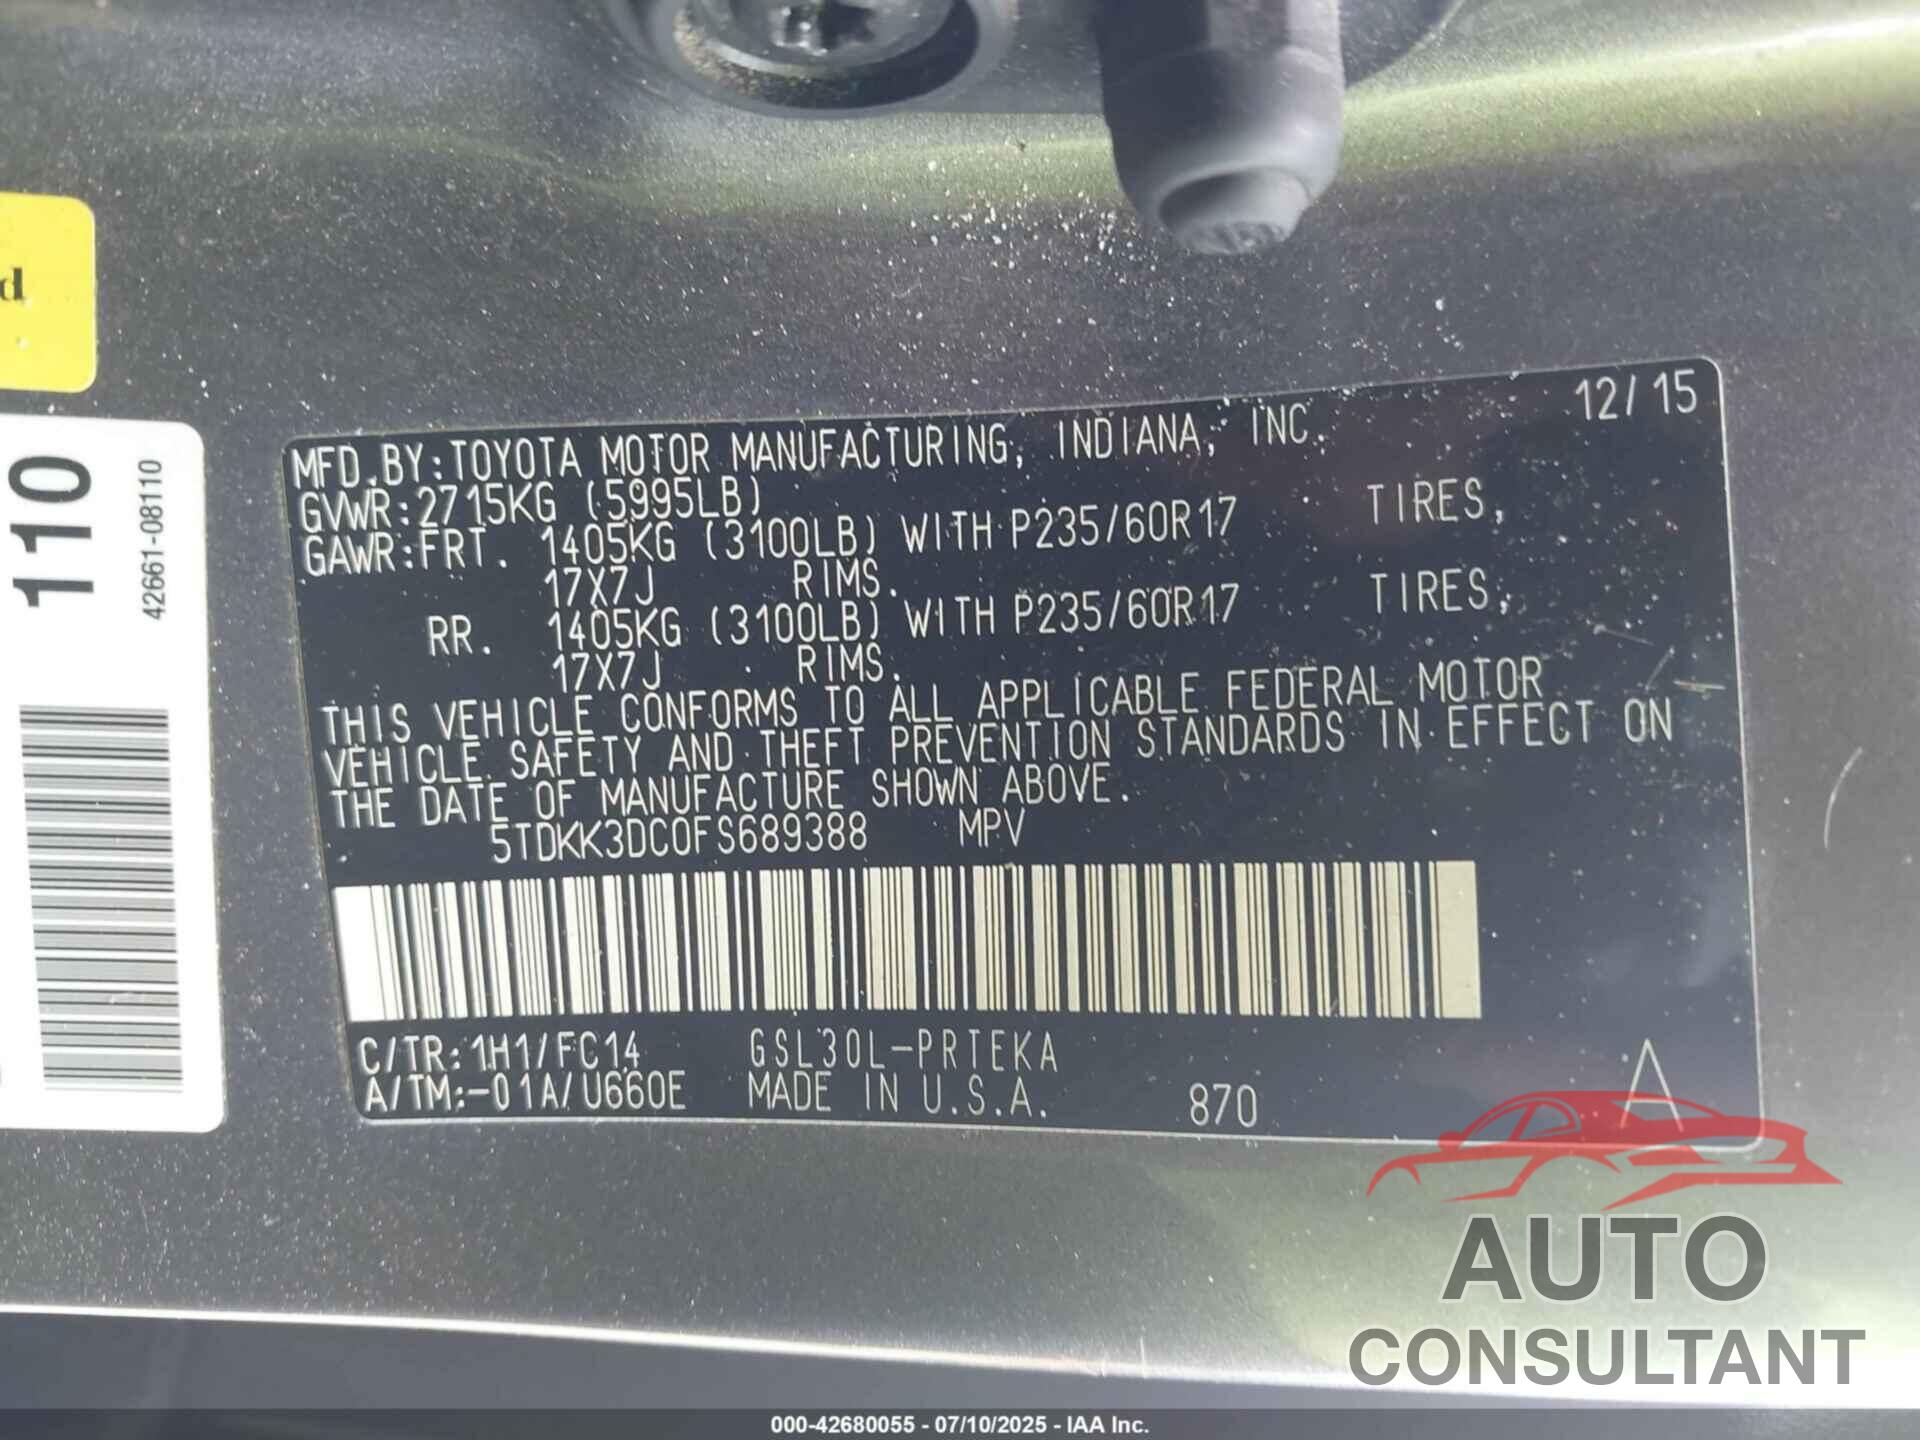 d
110
42661-08110
12/15
MFD.BY:TOYOTA MOTOR MANUFACTURING, INDIANA, INC.
GVWR:2715KG (5995LB)
GAWR:FRT. 1405KG (3100LB) WITH P235/60R17 TIRES,
17X7J RIMS.
RR. 1405KG (3100LB) WITH P235/60R17 TIRES,
17X7J RIMS.
THIS VEHICLE CONFORMS TO ALL APPLICABLE FEDERAL MOTOR
VEHICLE SAFETY AND THEFT PREVENTION STANDARDS IN EFFECT ON
THE DATE OF MANUFACTURE SHOWN ABOVE.
5TDKK3DC0FS689388 MPV
C/TR:1H1/FC14 GSL30L-PRTEKA
A/TM:-01A/U660E MADE IN U.S.A. 870 A
AUTO
CONSULTANT
000-42680055 - 07/10/2025 - IAA Inc.